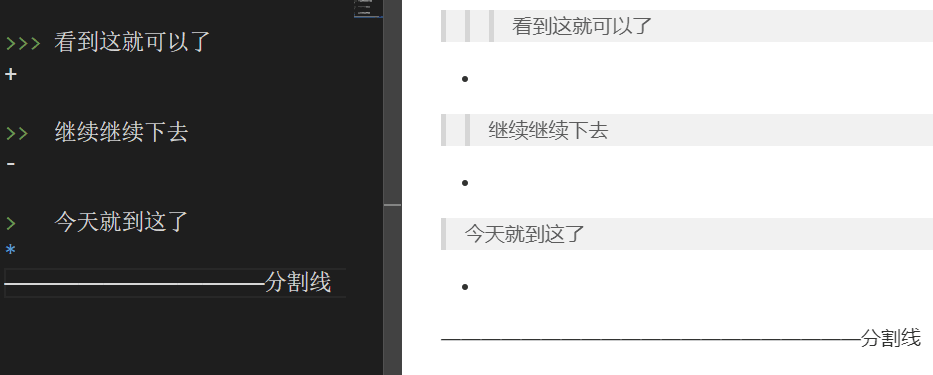 >>> 看到这就可以了
+
>> 继续继续下去
-
> 今天就到这了
*
—————————————分割线
看到这就可以了
•
继续继续下去
•
今天就到这了
•
—————————————————————分割线